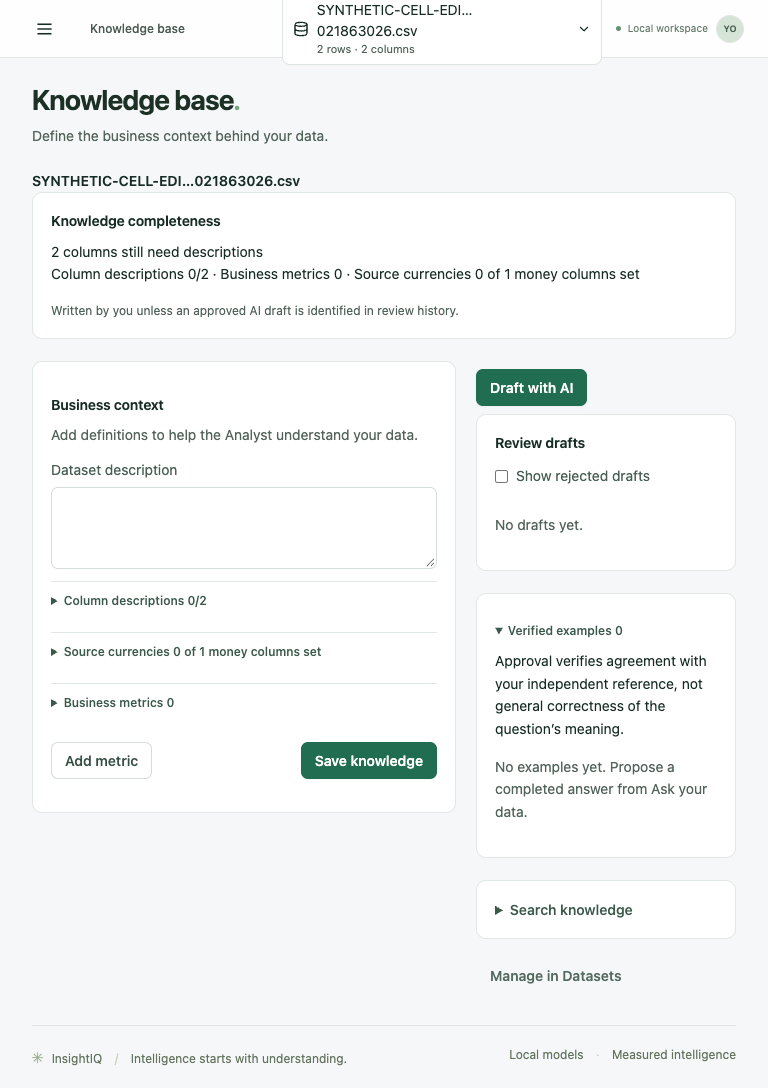 Knowledge base
SYNTHETIC-CELL-EDI...
021863026.csv
2 rows · 2 columns
Local workspace
YO
Knowledge base.
Define the business context behind your data.
SYNTHETIC-CELL-EDI...021863026.csv
Knowledge completeness
2 columns still need descriptions
Column descriptions 0/2 · Business metrics 0 · Source currencies 0 of 1 money columns set
Written by you unless an approved AI draft is identified in review history.
Business context
Add definitions to help the Analyst understand your data.
Dataset description
Column descriptions 0/2
Source currencies 0 of 1 money columns set
Business metrics 0
Add metric
Save knowledge
Draft with AI
Review drafts
Show rejected drafts
No drafts yet.
Verified examples 0
Approval verifies agreement with
your independent reference, not
general correctness of the
question's meaning.
No examples yet. Propose a
completed answer from Ask your
data.
Search knowledge
Manage in Datasets
InsightIQ / Intelligence starts with understanding.
Local models · Measured intelligence